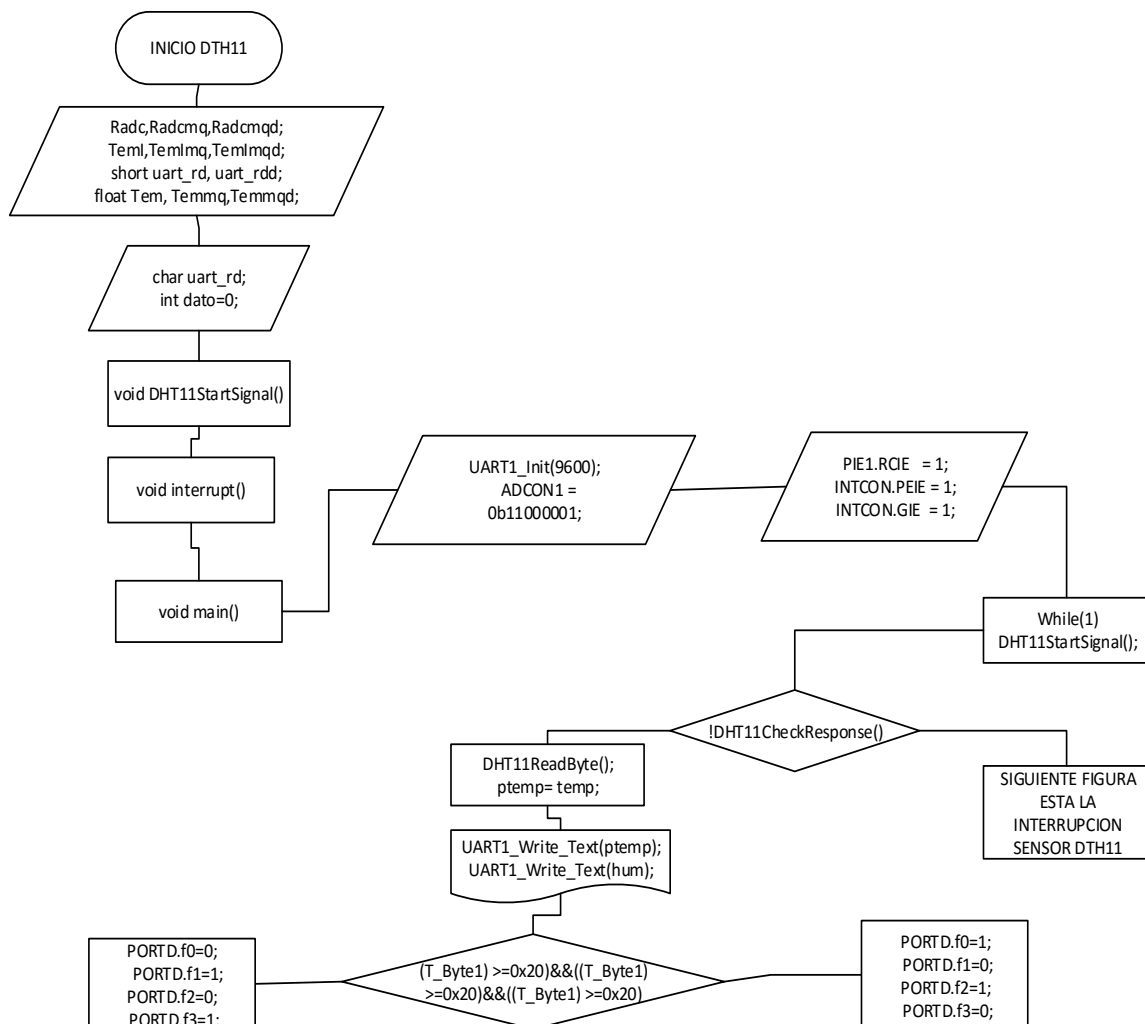 INICIO DTH11
Radc,Radcmq,Radcmqd;
TemI,TemImq,TemImqd;
short uart_rd, uart_rdd;
float Tem, Temmq,Temmqd;
char uart_rd;
int dato=0;
void DHT11StartSignal()
void interrupt()
void main()
UART1_Init(9600);
ADCON1 =
0b11000001;
PIE1.RCIE = 1;
INTCON.PEIE = 1;
INTCON.GIE = 1;
While(1)
DHT11StartSignal();
!DHT11CheckResponse()
DHT11ReadByte();
ptemp= temp;
SIGUIENTE FIGURA
ESTA LA
INTERRUPCION
SENSOR DTH11
UART1_Write_Text(ptemp);
UART1_Write_Text(hum);
(T_Byte1) >=0x20)&&((T_Byte1)
>=0x20)&&((T_Byte1) >=0x20)
PORTD.f0=0;
PORTD.f1=1;
PORTD.f2=0;
PORTD.f3=1;
PORTD.f0=1;
PORTD.f1=0;
PORTD.f2=1;
PORTD.f3=0;